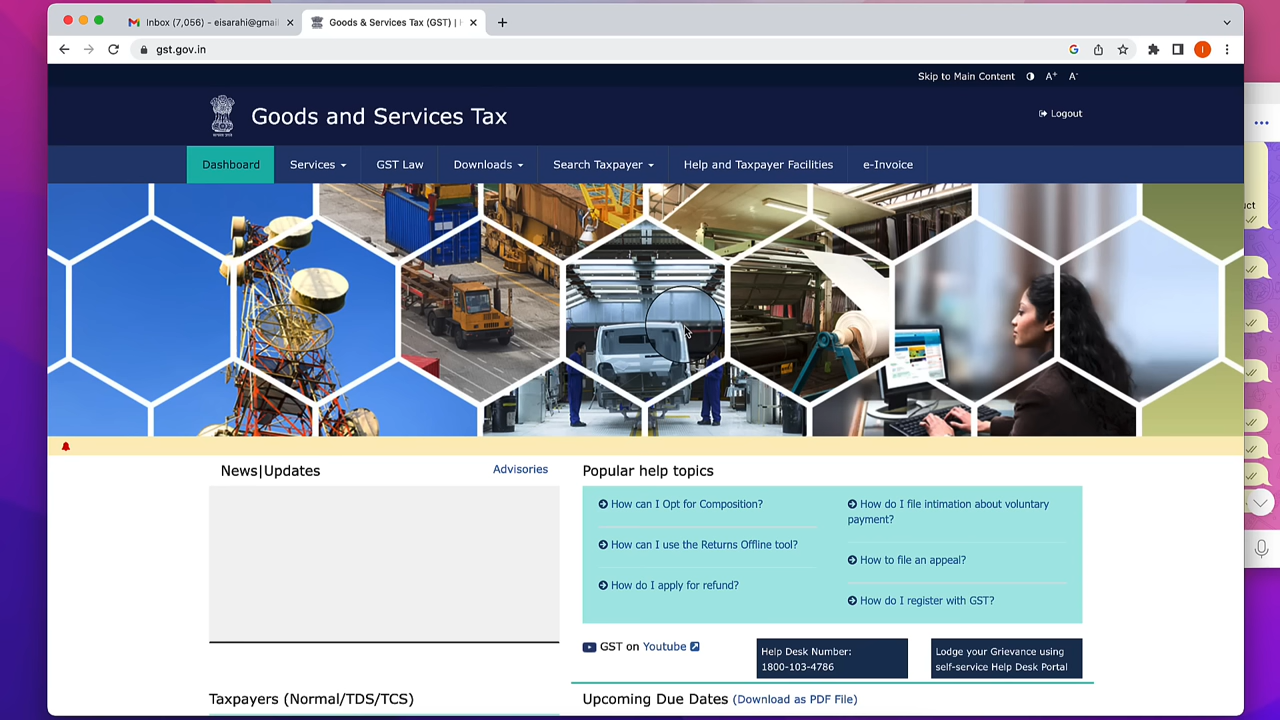 Inbox (7,056) - eisarahi@gmai
Goods & Services Tax (GST) |
gst.gov.in
Skip to Main Content A+ A-
Goods and Services Tax
Logout
Dashboard Services GST Law Downloads Search Taxpayer Help and Taxpayer Facilities e-Invoice
News|Updates
Advisories
Popular help topics
How can I Opt for Composition?
How can I use the Returns Offline tool?
How do I apply for refund?
How do I file intimation about voluntary
payment?
How to file an appeal?
How do I register with GST?
GST on Youtube
Help Desk Number:
1800-103-4786
Lodge your Grievance using
self-service Help Desk Portal
Taxpayers (Normal/TDS/TCS)
Upcoming Due Dates (Download as PDF File)